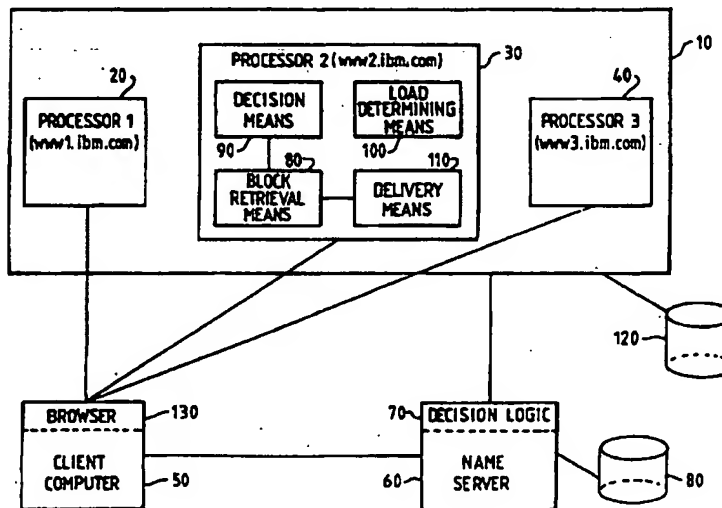 10
20
PROCESSOR 1
(www1.ibm.com)
PROCESSOR 2 (www2.ibm.com)
30
DECISION
MEANS
90
LOAD
DETERMINING
MEANS
100
80
BLOCK
RETRIEVAL
MEANS
110
DELIVERY
MEANS
40
PROCESSOR 3
(www3.ibm.com)
120
BROWSER
130
CLIENT
COMPUTER
50
70
DECISION LOGIC
NAME
SERVER
60
80